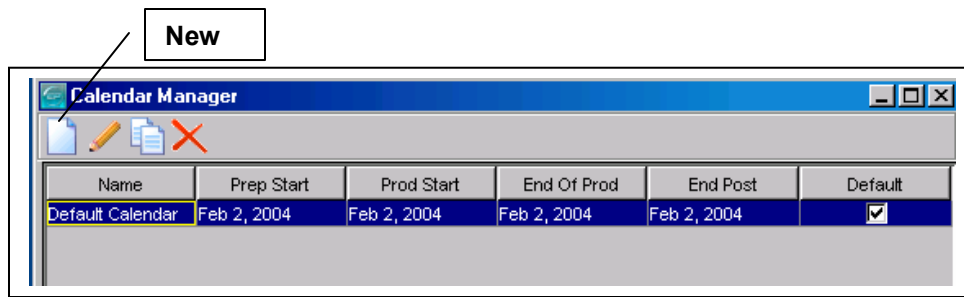 New
Calendar Manager
Name Prep Start Prod Start End Of Prod End Post Default
Default Calendar Feb 2, 2004 Feb 2, 2004 Feb 2, 2004 Feb 2, 2004